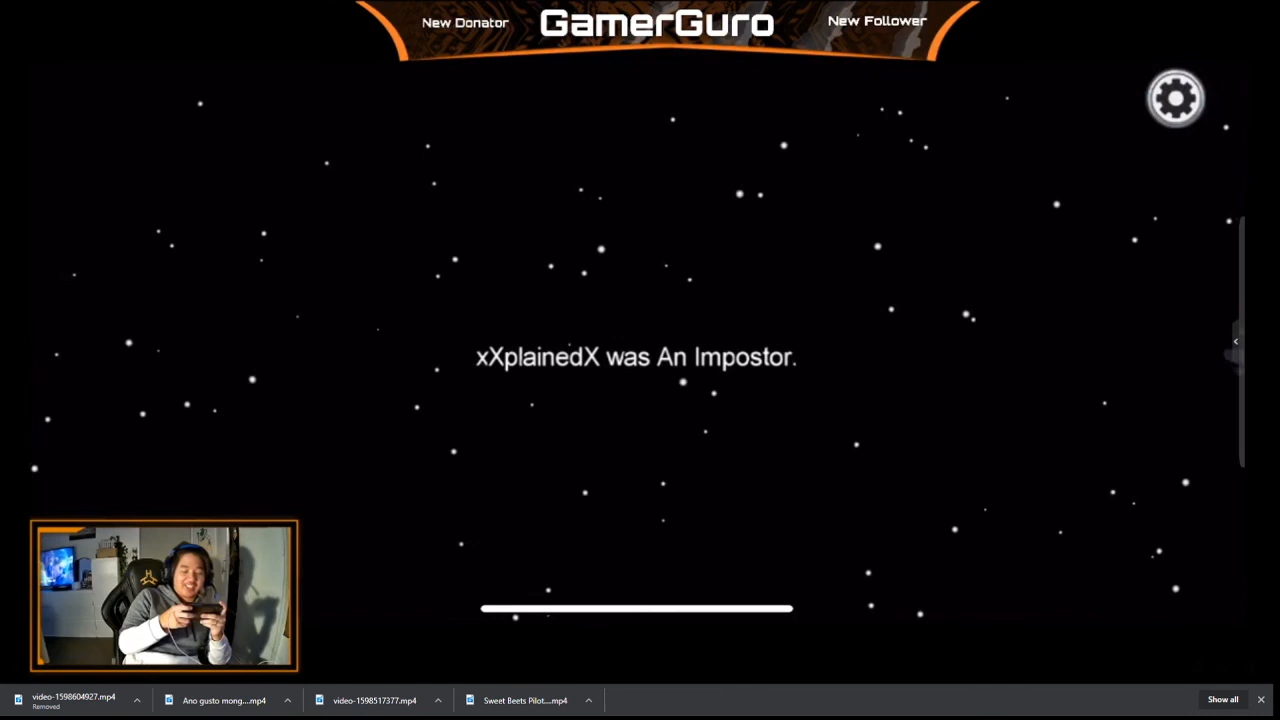 New Donator
GamerGuro
New Follower
xXplainedX was An Impostor.
video-1598604927.mp4
Removed
Ano gusto mong....mp4
video-1598517377.mp4
Sweet Beets Pilot....mp4
Show all